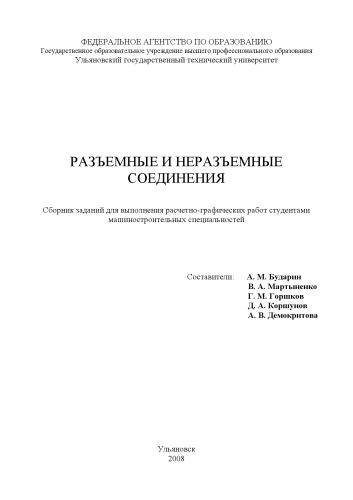 ФЕДЕРАЛЬНОЕ АГЕНТСТВО ПО ОБРАЗОВАНИЮ
Государственное образовательное учреждение высшего профессионального образования
Ульяновский государственный технический университет
РАЗЪЕМНЫЕ И НЕРАЗЪЕМНЫЕ
СОЕДИНЕНИЯ
Сборник заданий для выполнения расчетно-графических работ студентами
машиностроительных специальностей
Составители: А. М. Бударин
В. А. Мартыненко
Г. М. Горшков
Д. А. Коршунов
А. В. Демокритова
Ульяновск
2008